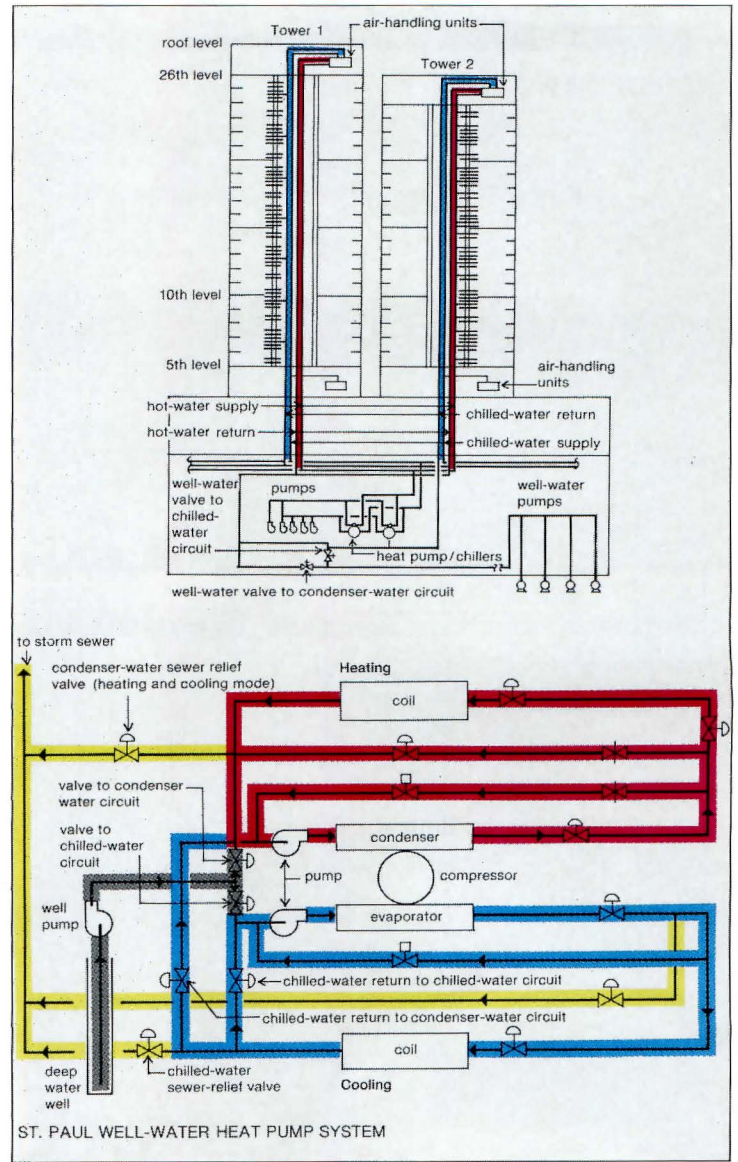 air-handling units
Tower 1
roof level
Tower 2
26th level
10th level
5th level
air-handling
units
hot-water supply
chilled-water return
hot-water return
chilled-water supply
well-water
valve to
chilled-
water
circuit
pumps
well-water
pumps
heat pump/chillers
well-water valve to condenser-water circuit
to storm sewer
condenser-water sewer relief
valve (heating and cooling mode)
Heating
coil
valve to condenser
water circuit
valve to
chilled-water
circuit
condenser
pump
compressor
well
pump
evaporator
chilled-water return to chilled-water circuit
chilled-water return to condenser-water circuit
coil
deep
water
well
chilled-water
sewer-relief valve
Cooling
ST. PAUL WELL-WATER HEAT PUMP SYSTEM